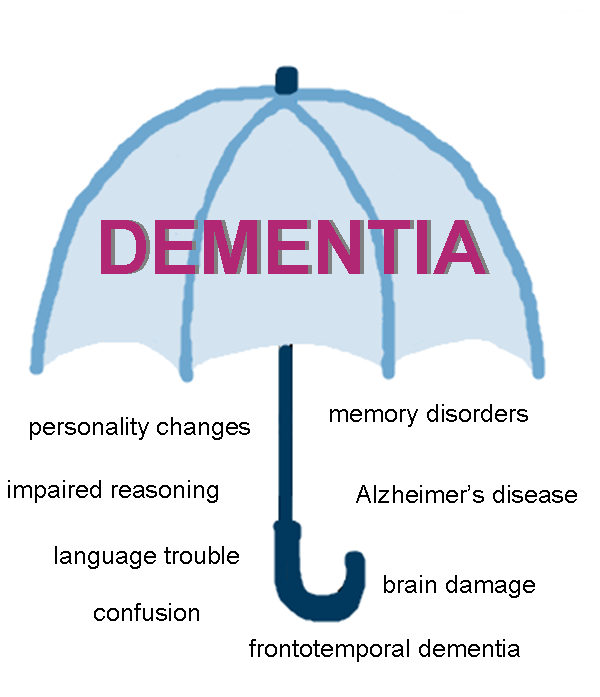 DEMENTIA
personality changes
memory disorders
impaired reasoning
Alzheimer’s disease
language trouble
brain damage
confusion
frontotemporal dementia